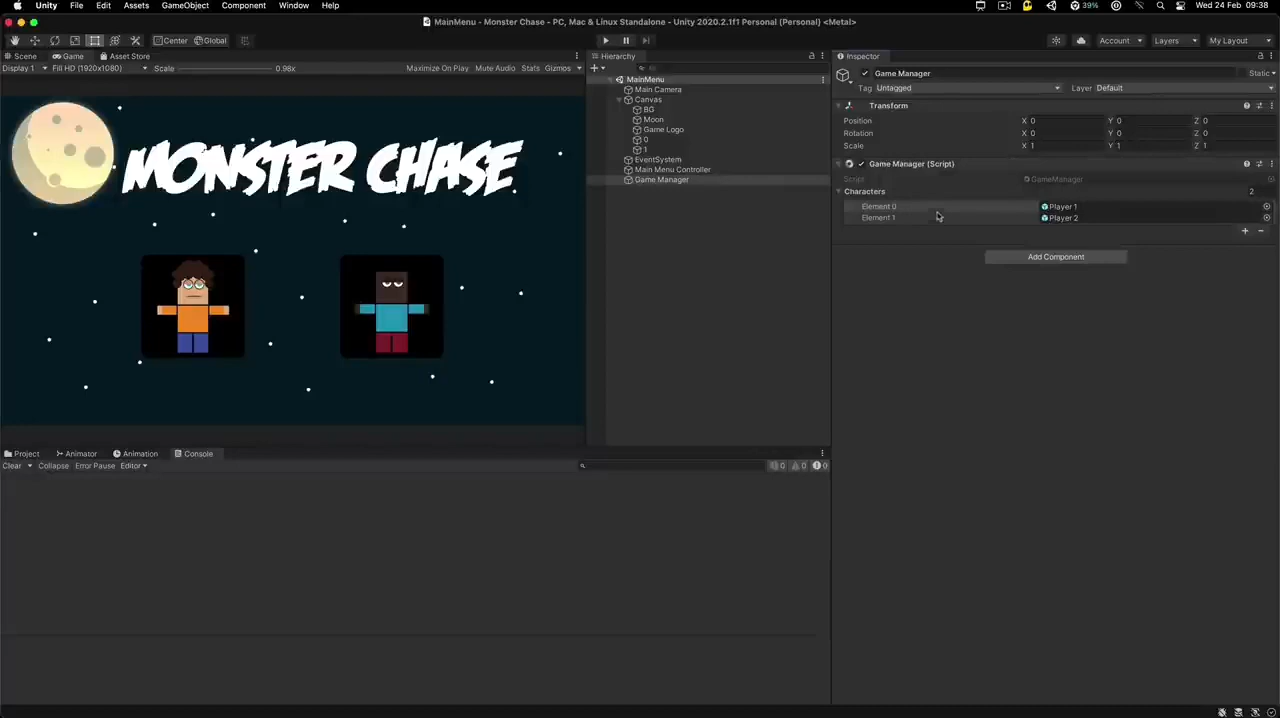 Unity File Edit Assets GameObject Component Window Help 39% Wed 24 Feb 09:38
MainMenu - Monster Chase - PC, Mac & Linux Standalone - Unity 2020.2.1f1 Personal (Personal) <Metal>
Center Global Account Layers My Layout
Scene Game Asset Store Hierarchy Inspector
Display 1 Full HD (1920x1080) Scale 0.98x Maximize On Play Mute Audio Stats Gizmos All
MainMenu
Main Camera
Canvas
BG
Moon
Game Logo
0
1
EventSystem
Main Menu Controller
Game Manager
Game Manager Static
Tag Untagged Layer Default
Transform
Position X 0 Y 0 Z 0
Rotation X 0 Y 0 Z 0
Scale X 1 Y 1 Z 1
Game Manager (Script)
Script GameManager
Characters 2
Element 0 Player 1
Element 1 Player 2
Add Component
MONSTER CHASE
Project Animator Animation Console
Clear Collapse Error Pause Editor 0 0 0